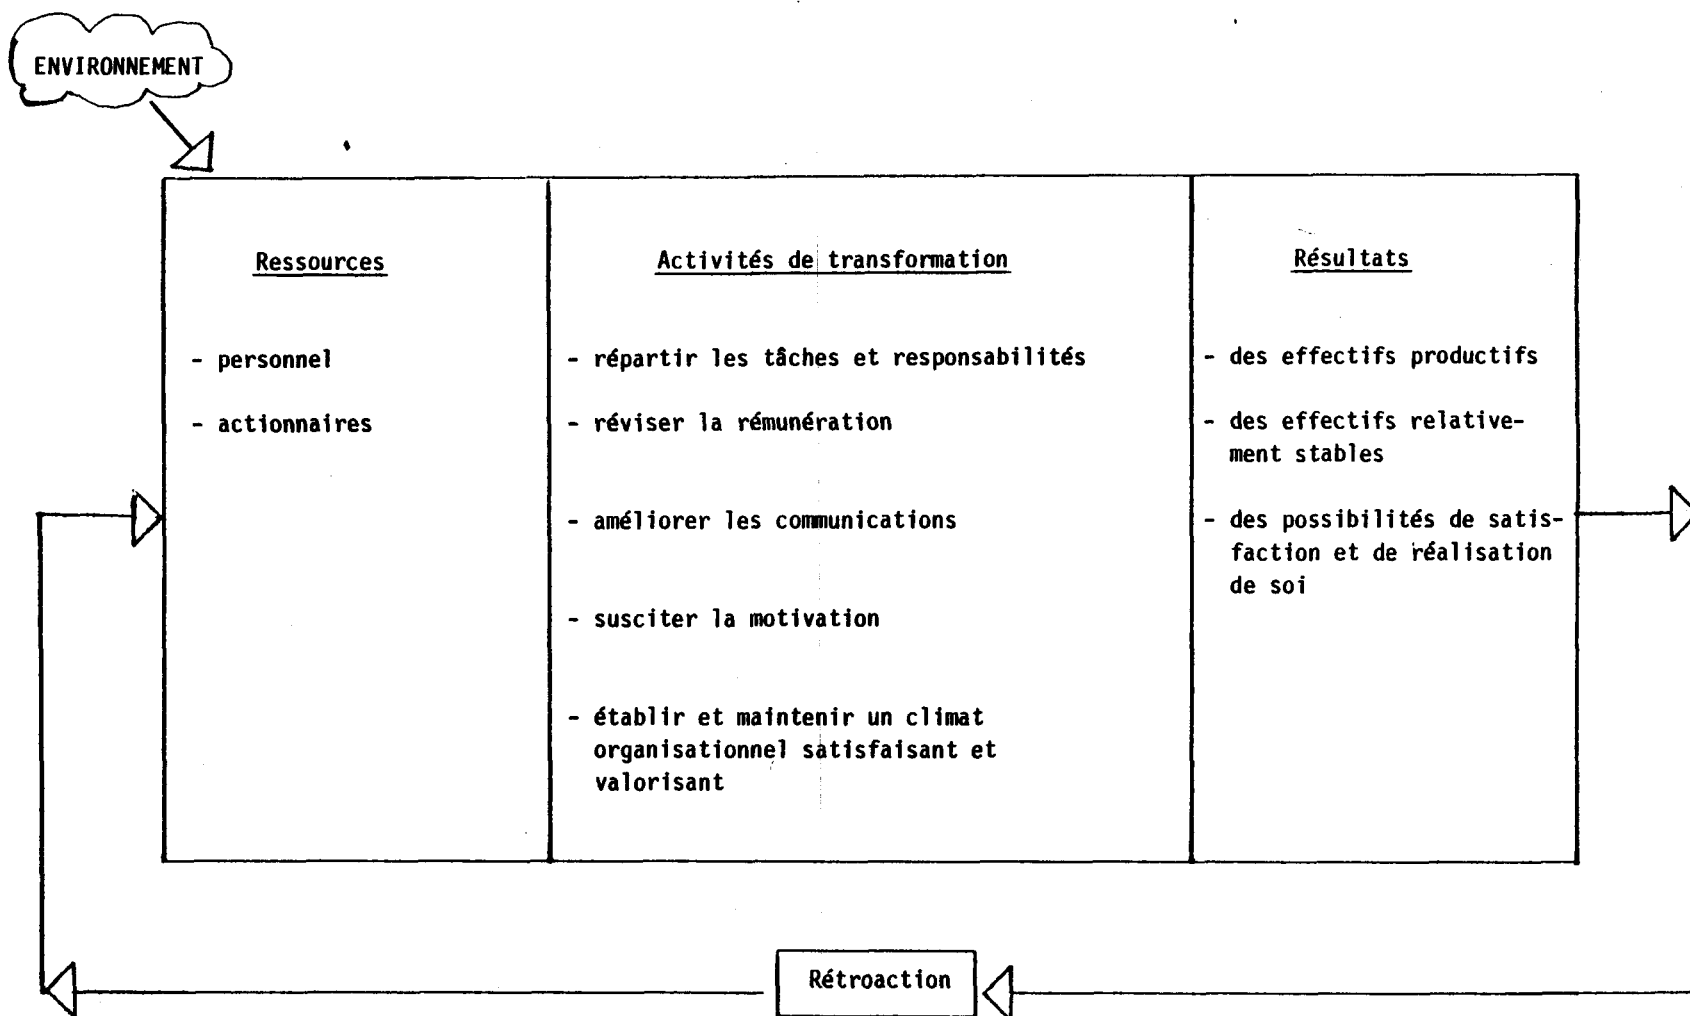 ENVIRONNEMENT
Ressources
- personnel
- actionnaires
Activités de transformation
- répartir les tâches et responsabilités
- réviser la rémunération
- améliorer les communications
- susciter la motivation
- établir et maintenir un climat
organisationnel satisfaisant et
valorisant
Résultats
- des effectifs productifs
- des effectifs relative-
ment stables
- des possibilités de satis-
faction et de réalisation
de soi
Rétroaction